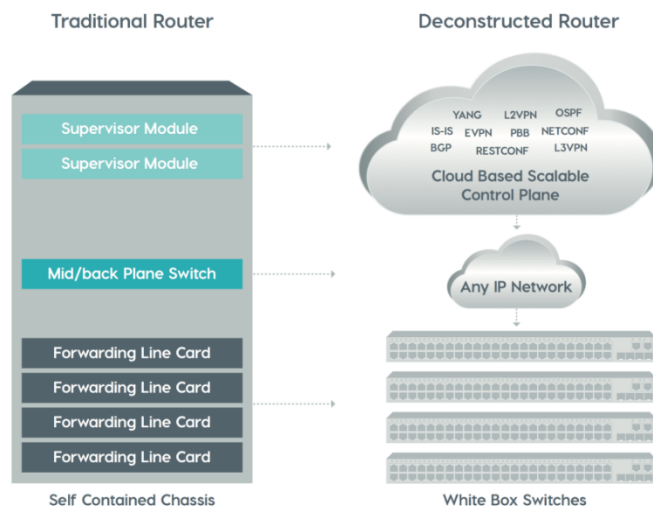 Traditional Router
Supervisor Module
Supervisor Module
Mid/back Plane Switch
Forwarding Line Card
Forwarding Line Card
Forwarding Line Card
Forwarding Line Card
Self Contained Chassis
Deconstructed Router
YANG L2VPN OSPF
IS-IS EVPN PBB NETCONF
BGP RESTCONF L3VPN
Cloud Based Scalable
Control Plane
Any IP Network
White Box Switches